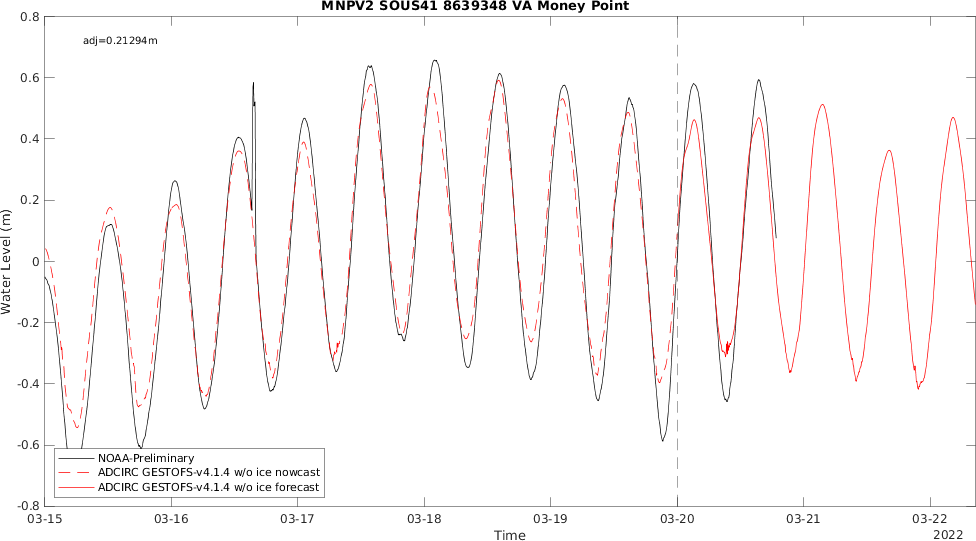 MNPV2 SOUS41 8639348 VA Money Point
adj=0.21294m
0.8
0.6
0.4
0.2
0
-0.2
-0.4
-0.6
-0.8
Water Level (m)
NOAA-Preliminary
ADCIRC GESTOFS-v4.1.4 w/o ice nowcast
ADCIRC GESTOFS-v4.1.4 w/o ice forecast
03-15 03-16 03-17 03-18 03-19 03-20 03-21 03-22
Time
2022